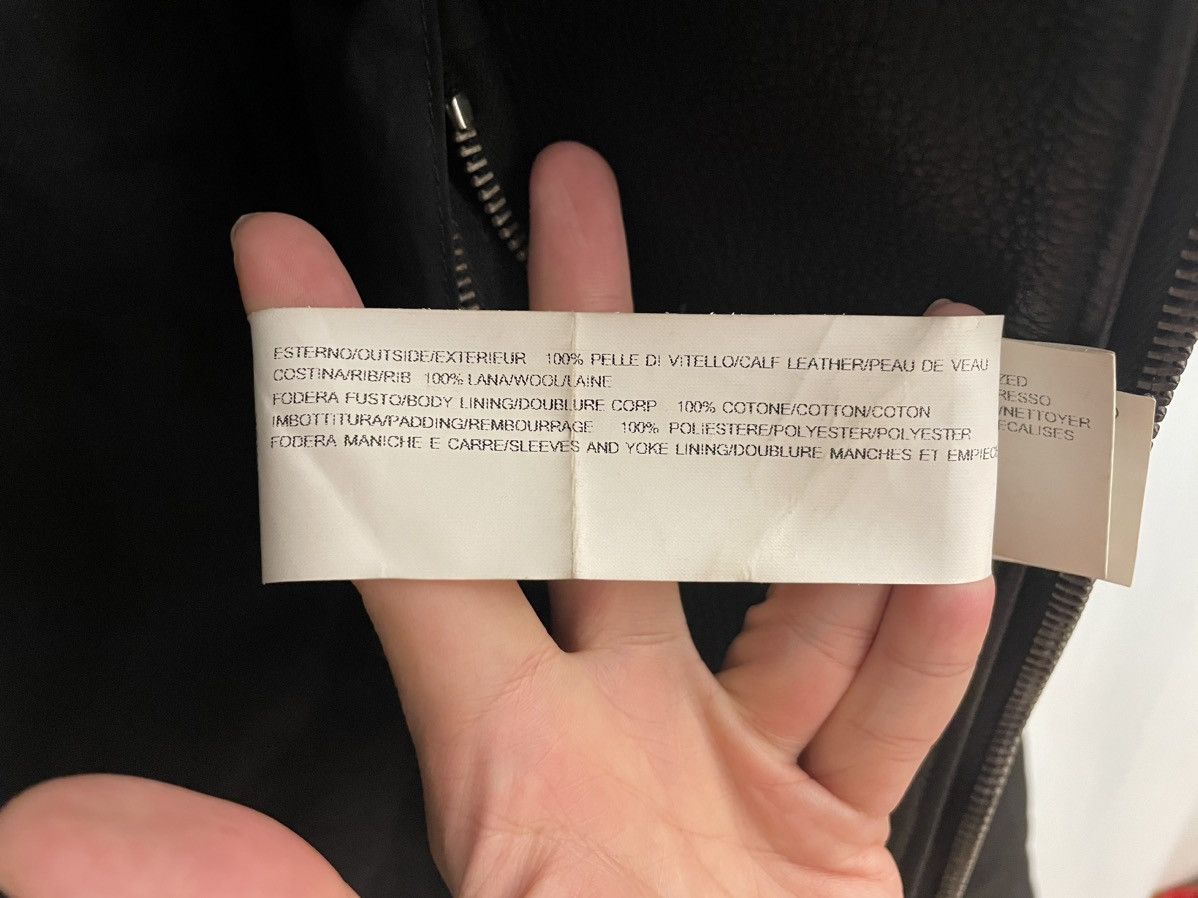 ESTERNO/OUTSIDE/EXTERIEUR 100% PELLE DI VITELLO/CALF LEATHER/PEAU DE VEAU
COSTINA/RIB/RIB 100% LANA/WOOL/LAINE
FODERA FUSTO/BODY LINING/DOUBLURE CORP 100% COTONE/COTTON/COTON
IMBOTTITURA/PADDING/REMBOURRAGE 100% POLIESTERE/POLYESTER/POLYESTER
FODERA MANICHE E CARRE/SLEEVES AND YOKE LINING/DOUBLURE MANCHES ET EMPIEC
ZED
RESSO
/NETTOYER
ECALISES